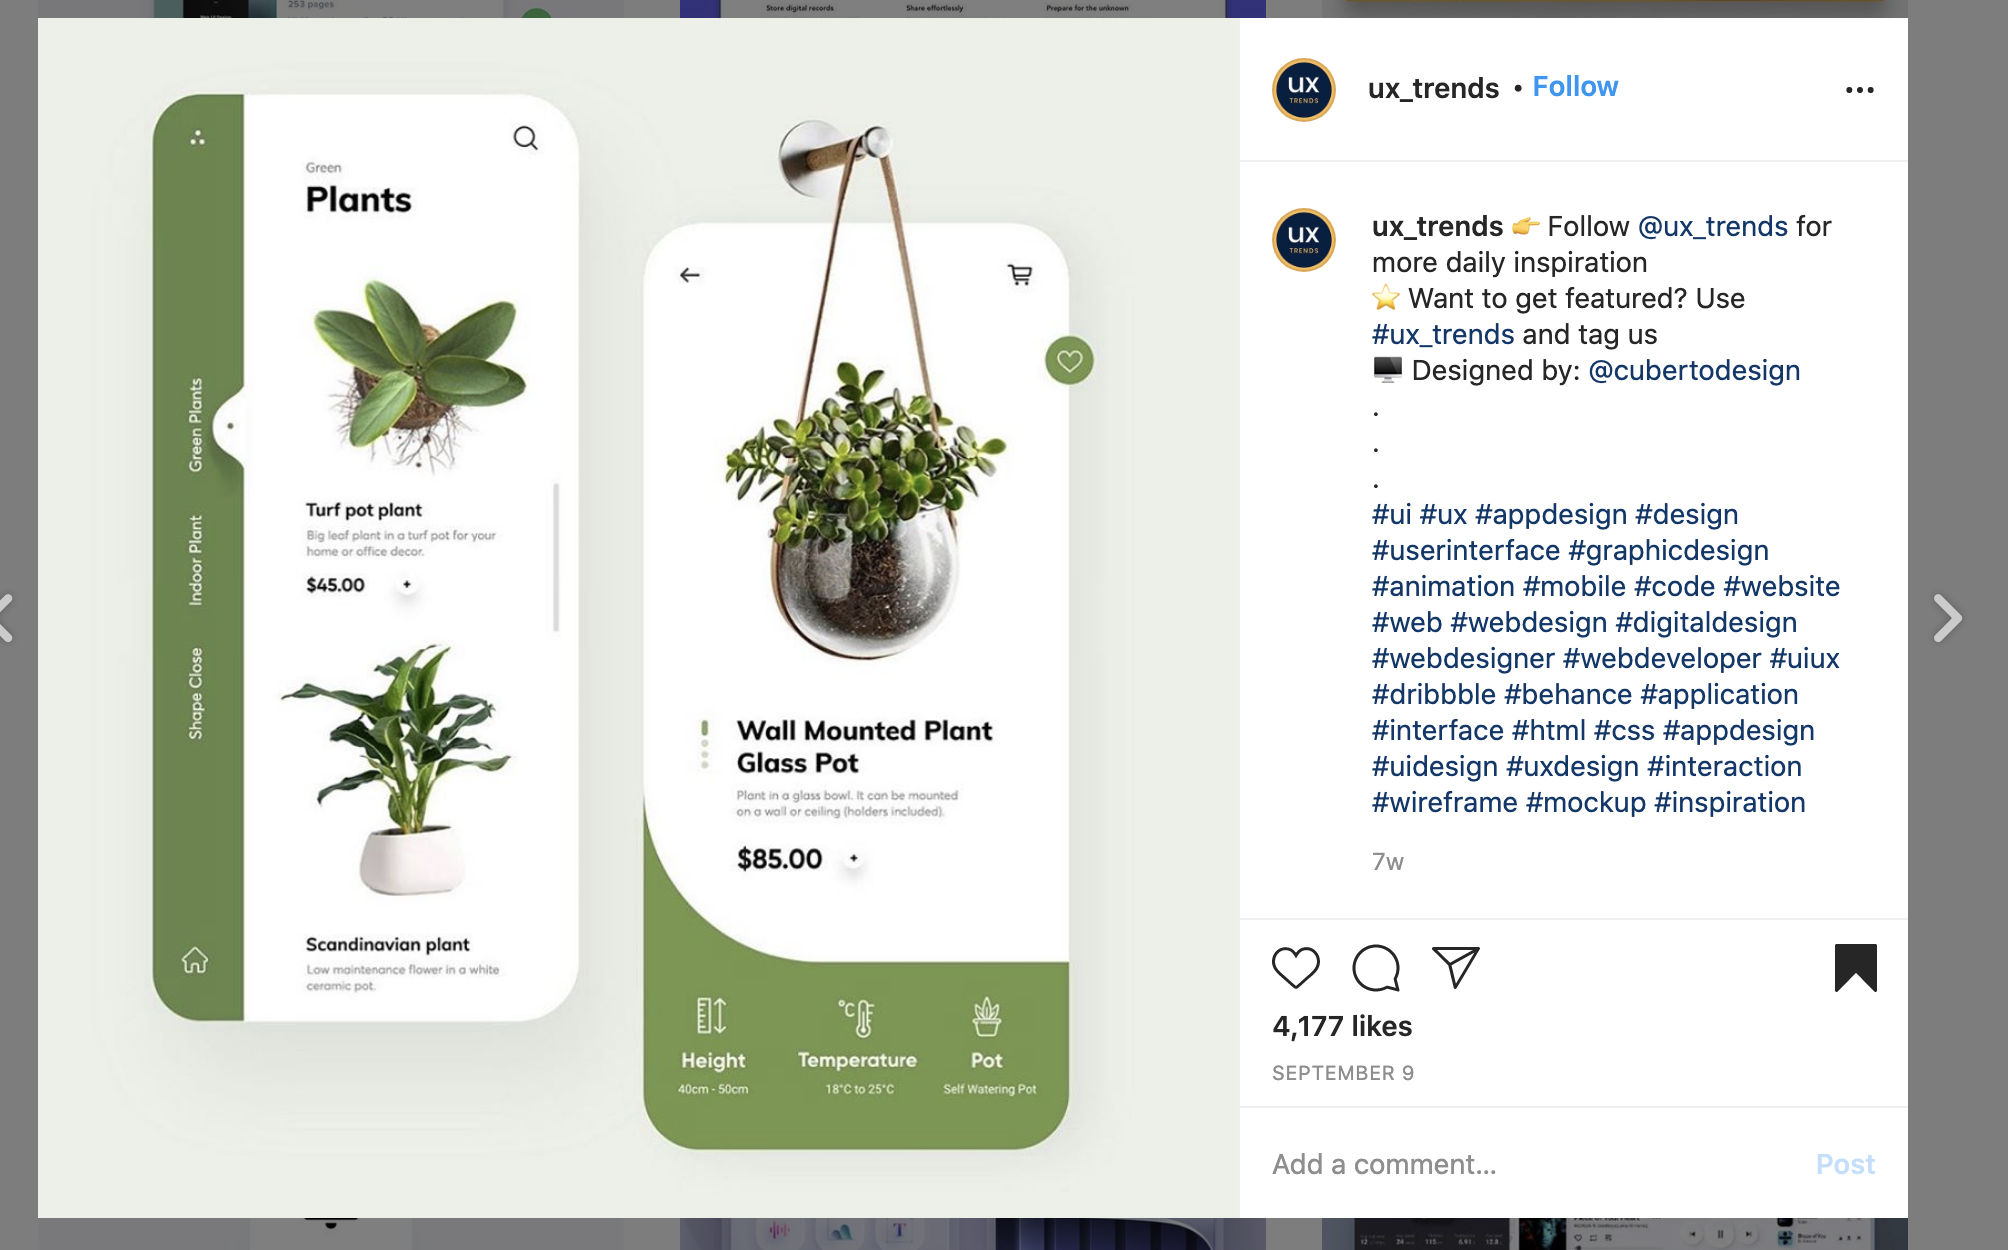 253 pages
Store digital records
Share effortlessly
Prepare for the unknown
Green
Plants
Green Plants
Indoor Plant
Shape Close
Turf pot plant
Big leaf plant in a turf pot for your
home or office decor.
$45.00 +
Scandinavian plant
Low maintenance flower in a white
ceramic pot.
Wall Mounted Plant
Glass Pot
Plant in a glass bowl. It can be mounted
on a wall or ceiling (holders included).
$85.00 +
°C
Height
40cm - 50cm
Temperature
18°C to 25°C
Pot
Self Watering Pot
UX
TRENDS
ux_trends • Follow
UX
TRENDS
ux_trends 👉 Follow @ux_trends for
more daily inspiration
⭐ Want to get featured? Use
#ux_trends and tag us
🖥 Designed by: @cubertodesign
.
.
.
#ui #ux #appdesign #design
#userinterface #graphicdesign
#animation #mobile #code #website
#web #webdesign #digitaldesign
#webdesigner #webdeveloper #uiux
#dribbble #behance #application
#interface #html #css #appdesign
#uidesign #uxdesign #interaction
#wireframe #mockup #inspiration
7w
4,177 likes
SEPTEMBER 9
Add a comment...
Post
T